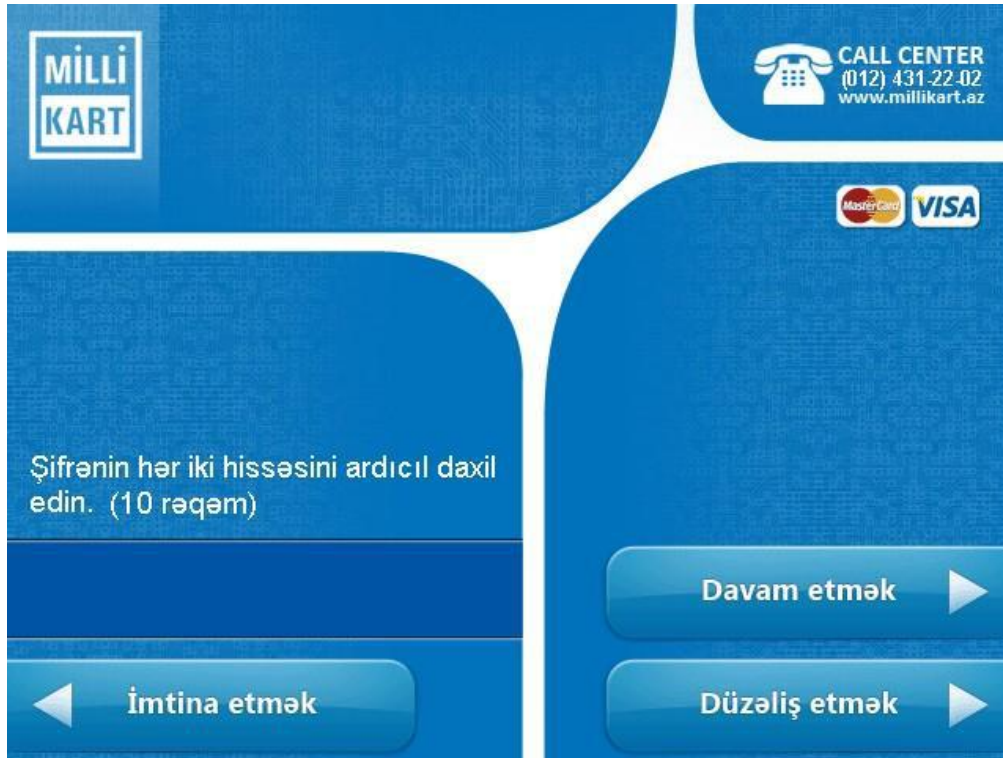 MİLLİ
KART
CALL CENTER
(012) 431-22-02
www.millikart.az
MasterCard
VISA
Şifrənin hər iki hissəsini ardıcıl daxil
edin. (10 rəqəm)
Davam etmək
İmtina etmək
Düzəliş etmək